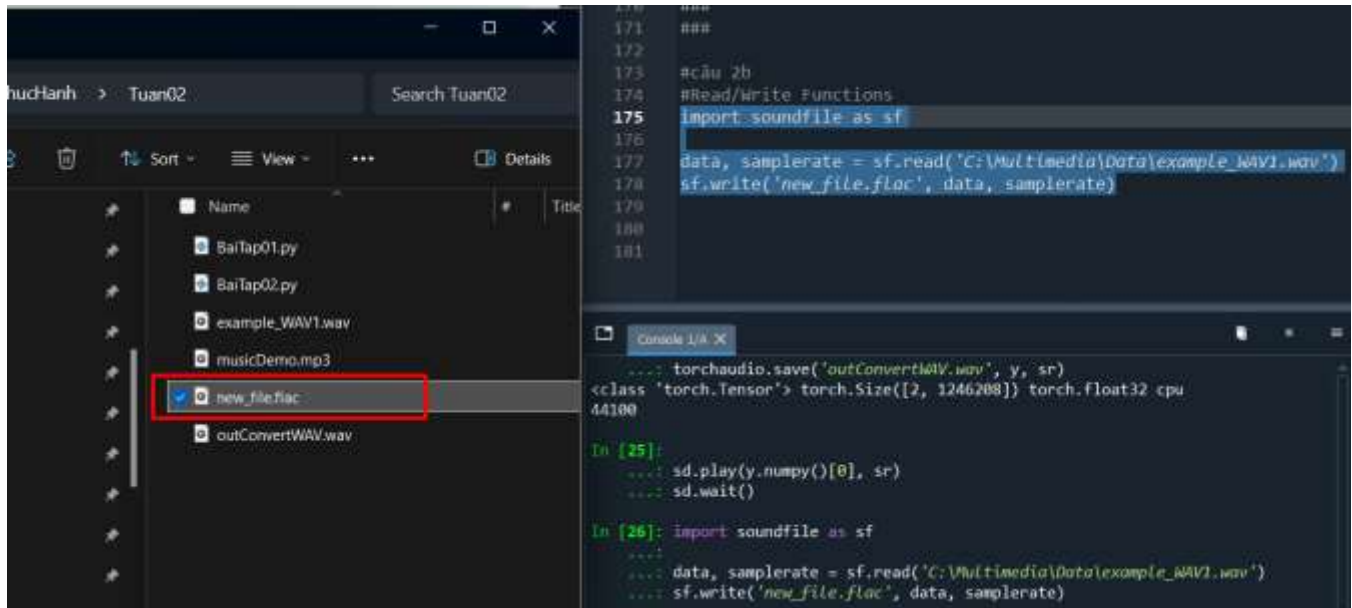 hucHanh > Tuan02
Search Tuan02
Sort
View
...
Details
Name
#
Title
BaiTap01.py
BaiTap02.py
example_WAV1.wav
musicDemo.mp3
new_file.flac
outConvertWAV.wav
170 ###
171 ###
172
173 #câu 2b
174 #Read/Write Functions
175 import soundfile as sf
176
177 data, samplerate = sf.read('C:\Multimedia\Data\example_WAV1.wav')
178 sf.write('new_file.flac', data, samplerate)
179
180
181
Console 1/A X
...: torchaudio.save('outConvertWAV.wav', y, sr)
<class 'torch.Tensor'> torch.Size([2, 1246208]) torch.float32 cpu
44100
In [25]:
...: sd.play(y.numpy()[0], sr)
...: sd.wait()
In [26]: import soundfile as sf
...:
...: data, samplerate = sf.read('C:\Multimedia\Data\example_WAV1.wav')
...: sf.write('new_file.flac', data, samplerate)